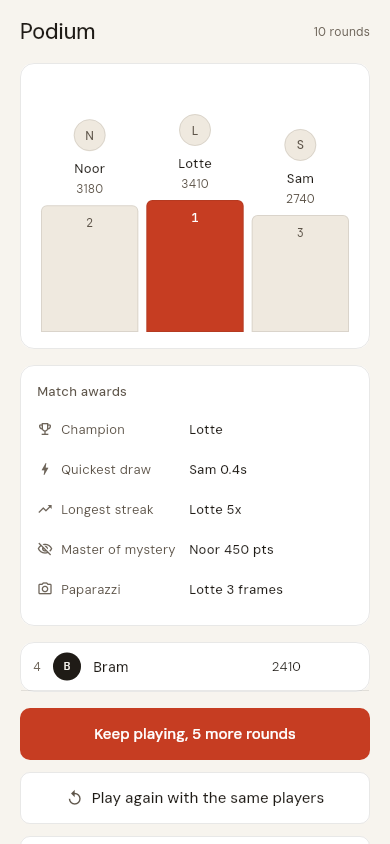 Podium
10 rounds
N
L
S
Noor
Lotte
Sam
3180
3410
2740
2
1
3
Match awards
Champion Lotte
Quickest draw Sam 0.4s
Longest streak Lotte 5x
Master of mystery Noor 450 pts
Paparazzi Lotte 3 frames
4 B Bram 2410
Keep playing, 5 more rounds
Play again with the same players